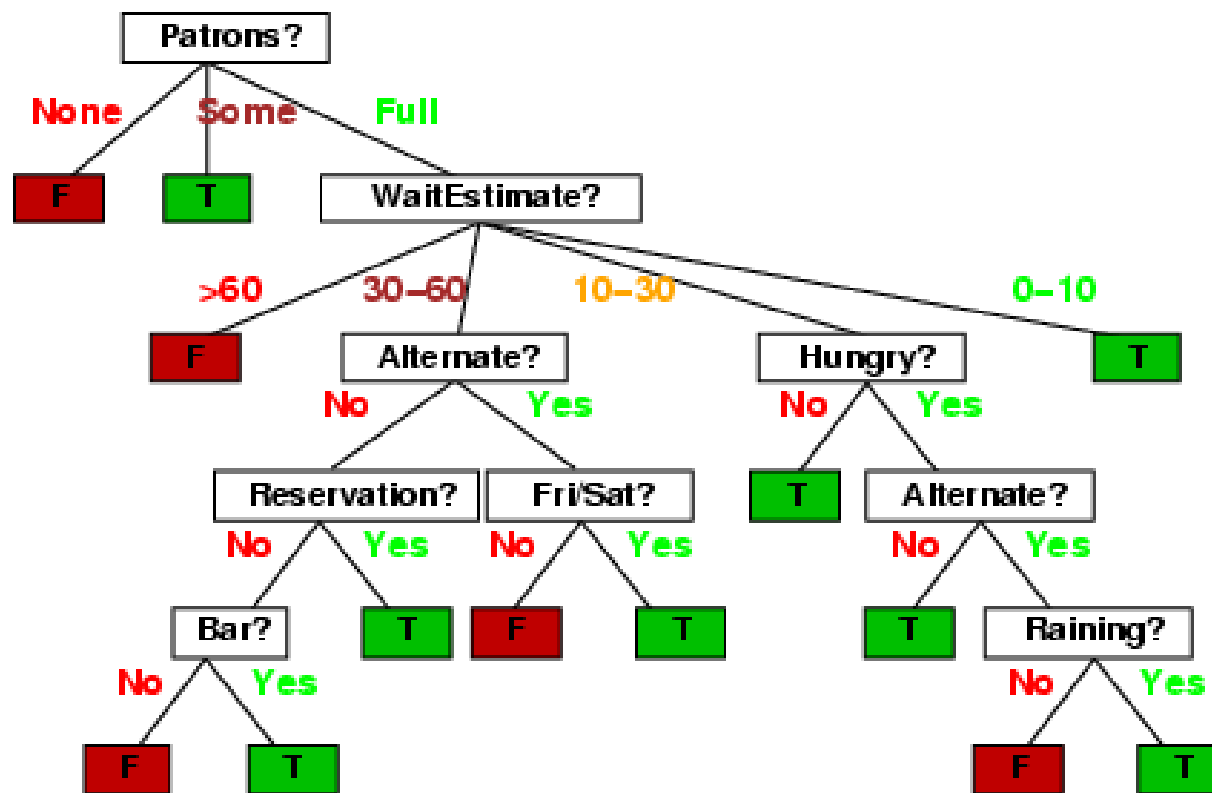 Patrons?
None Some Full
F T WaitEstimate?
>60 30−60 10−30 0−10
F Alternate? Hungry? T
No Yes No Yes
Reservation? Fri/Sat? T Alternate?
No Yes No Yes No Yes
Bar? T F T T Raining?
No Yes No Yes
F T F T